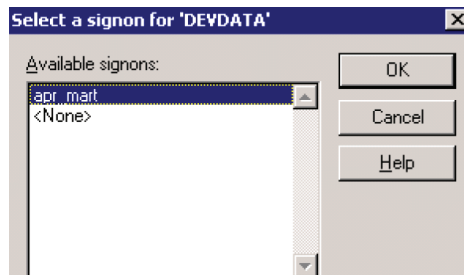 Select a signon for 'DEVDATA'
Available signons:
apr_mart
<None>
OK
Cancel
Help